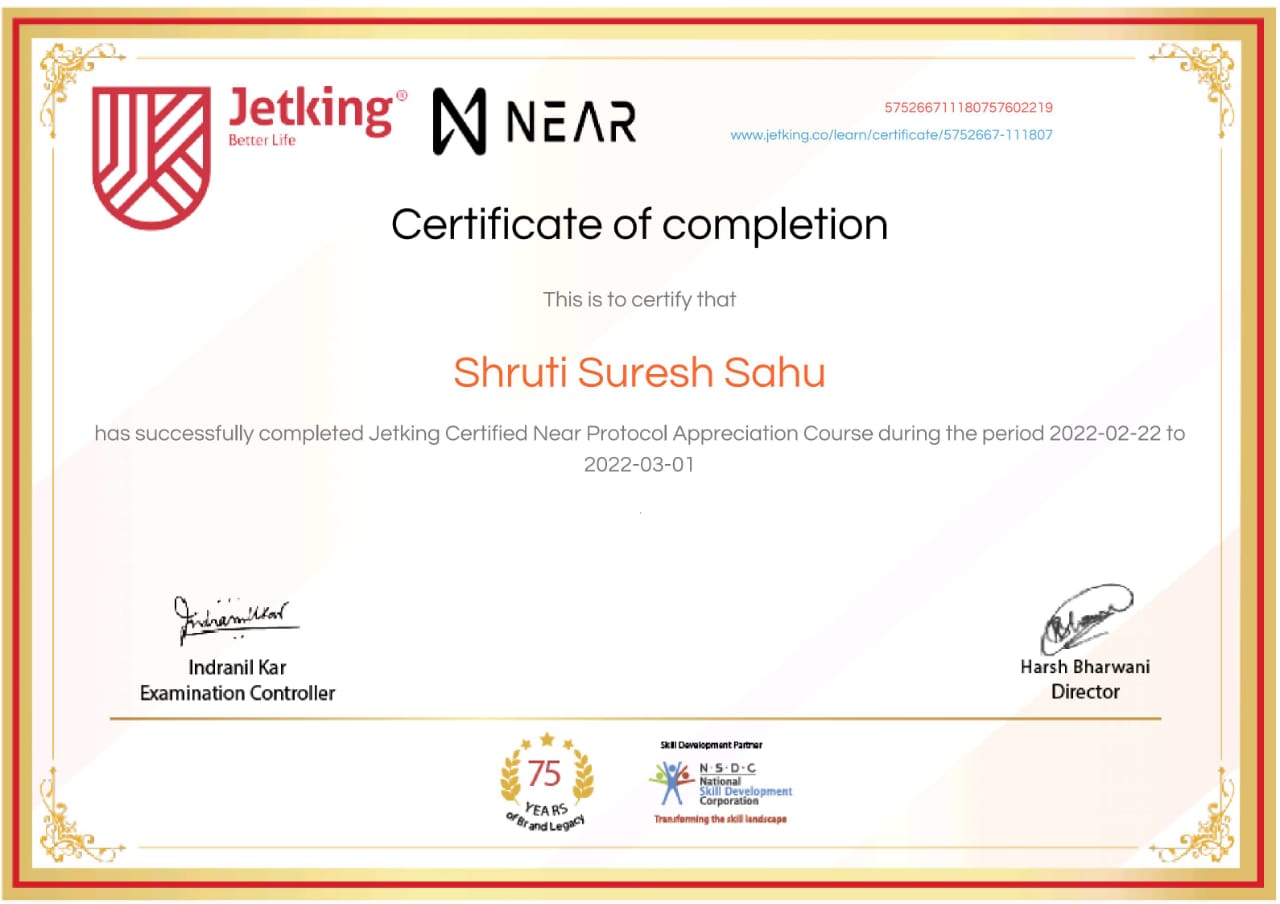 Jetking®
Better Life
NEAR
575266711180757602219
www.jetking.co/learn/certificate/5752667-111807
Certificate of completion
This is to certify that
Shruti Suresh Sahu
has successfully completed Jetking Certified Near Protocol Appreciation Course during the period 2022-02-22 to
2022-03-01
.
Indranil Kar
Indranil Kar
Examination Controller
Harsh Bharwani
Director
75
YEARS
of Brand Legacy
Skill Development Partner
N·S·D·C
National
Skill Development
Corporation
Transforming the skill landscape